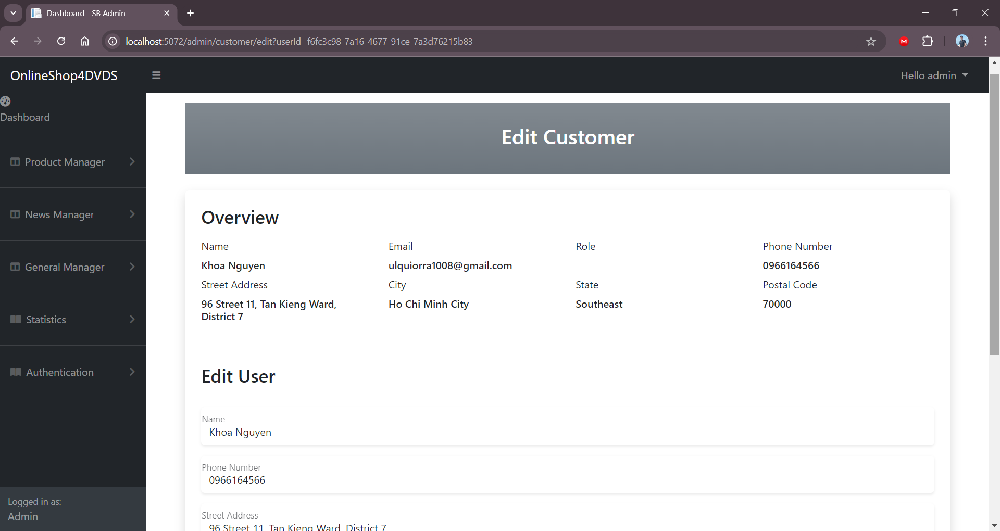 Dashboard - SB Admin
localhost:5072/admin/customer/edit?userId=f6fc3c98-7a16-4677-91ce-7a3d76215b83
OnlineShop4DVDS
Hello admin
Dashboard
Product Manager
News Manager
General Manager
Statistics
Authentication
Logged in as:
Admin
Edit Customer
Overview
Name Email Role Phone Number
Khoa Nguyen ulquiorra1008@gmail.com 0966164566
Street Address City State Postal Code
96 Street 11, Tan Kieng Ward, Ho Chi Minh City Southeast 70000
District 7
Edit User
Name
Khoa Nguyen
Phone Number
0966164566
Street Address
96 Street 11, Tan Kieng Ward, District 7